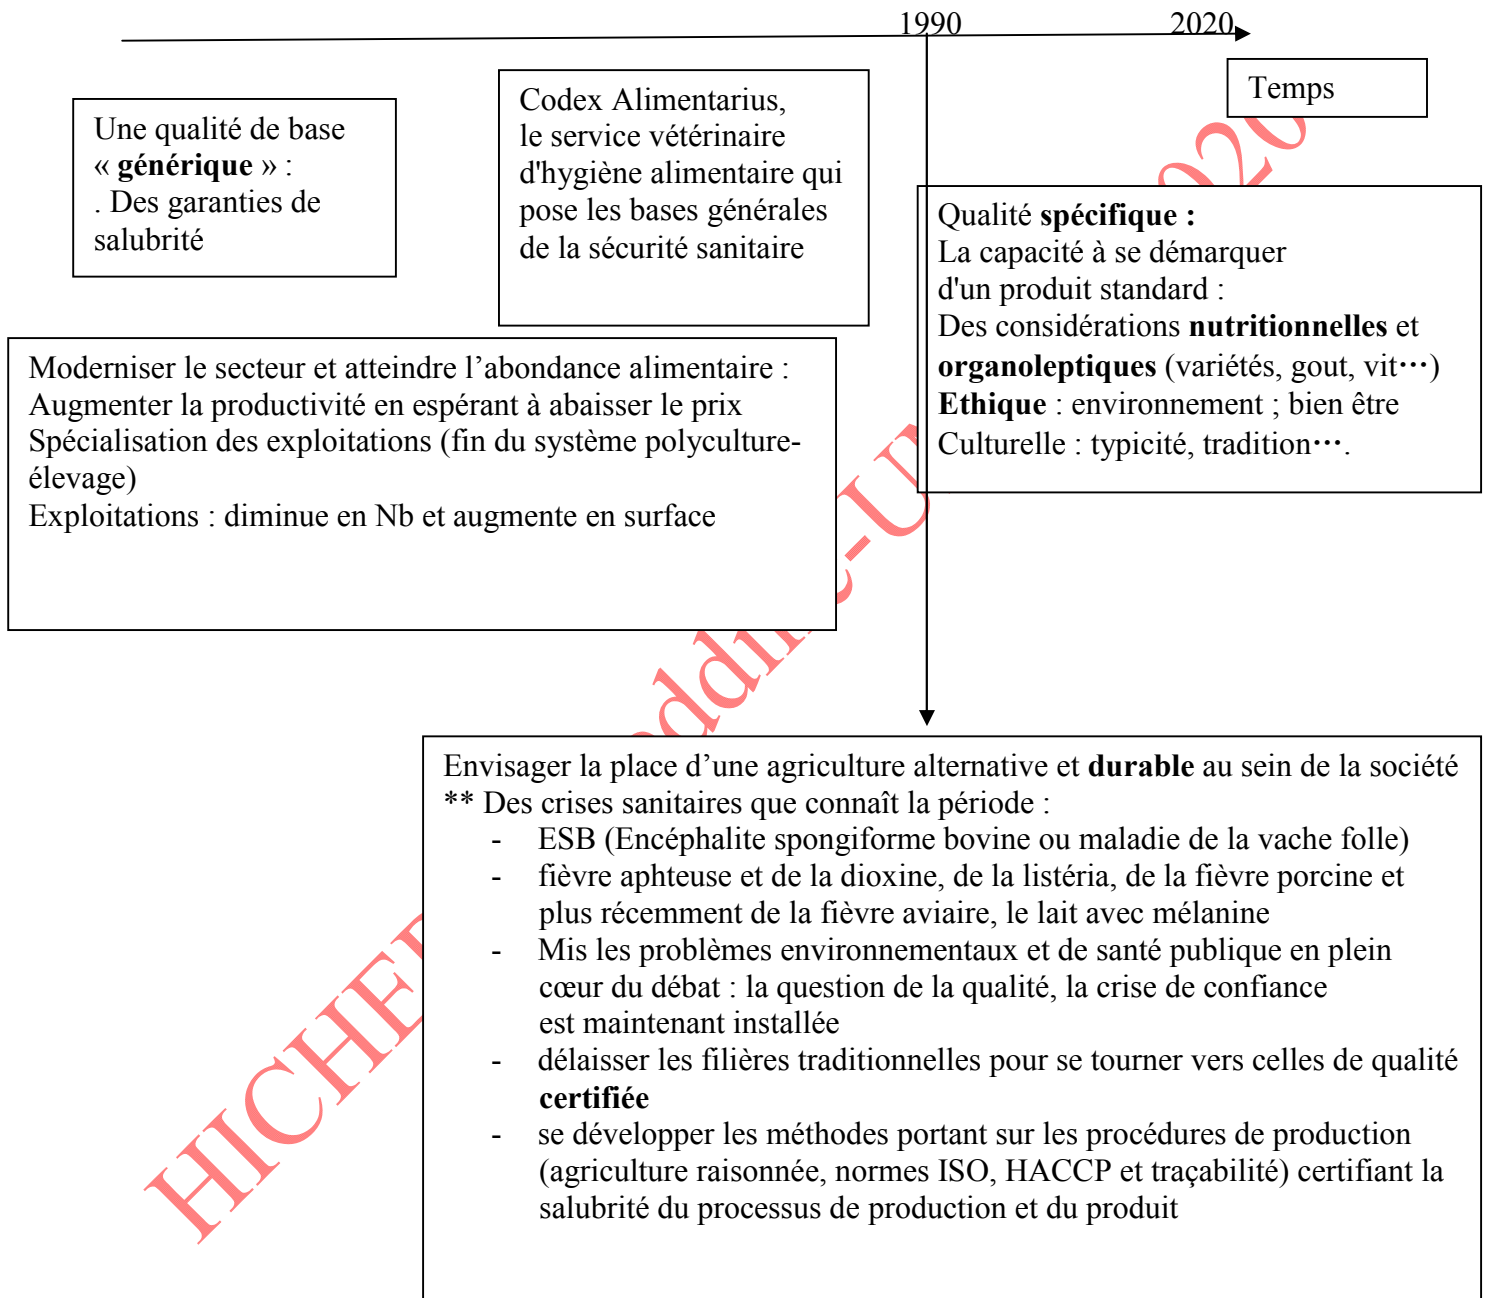 1990
2020
Temps
Une qualité de base
« générique » :
. Des garanties de
salubrité
Codex Alimentarius,
le service vétérinaire
d'hygiène alimentaire qui
pose les bases générales
de la sécurité sanitaire
Qualité spécifique :
La capacité à se démarquer
d'un produit standard :
Des considérations nutritionnelles et
organoleptiques (variétés, gout, vit…)
Ethique : environnement ; bien être
Culturelle : typicité, tradition….
Moderniser le secteur et atteindre l’abondance alimentaire :
Augmenter la productivité en espérant à abaisser le prix
Spécialisation des exploitations (fin du système polyculture-
élevage)
Exploitations : diminue en Nb et augmente en surface
Envisager la place d’une agriculture alternative et durable au sein de la société
** Des crises sanitaires que connaît la période :
- ESB (Encéphalite spongiforme bovine ou maladie de la vache folle)
- fièvre aphteuse et de la dioxine, de la listéria, de la fièvre porcine et
plus récemment de la fièvre aviaire, le lait avec mélanine
- Mis les problèmes environnementaux et de santé publique en plein
cœur du débat : la question de la qualité, la crise de confiance
est maintenant installée
- délaisser les filières traditionnelles pour se tourner vers celles de qualité
certifiée
- se développer les méthodes portant sur les procédures de production
(agriculture raisonnée, normes ISO, HACCP et traçabilité) certifiant la
salubrité du processus de production et du produit